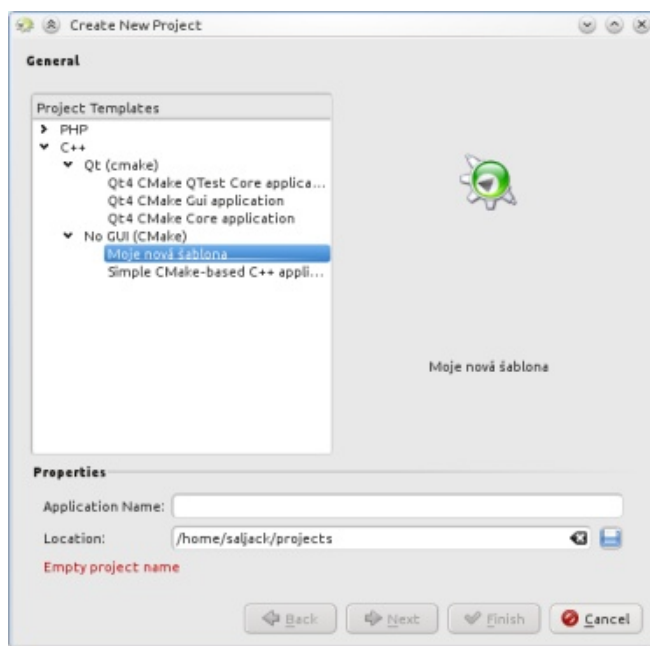 Create New Project
General
Project Templates
PHP
C++
Qt (cmake)
Qt4 CMake QTest Core applica...
Qt4 CMake Gui application
Qt4 CMake Core application
No GUI (CMake)
Moje nová šablona
Simple CMake-based C++ appli...
Moje nová šablona
Properties
Application Name:
Location: /home/saljack/projects
Empty project name
Back Next Finish Cancel